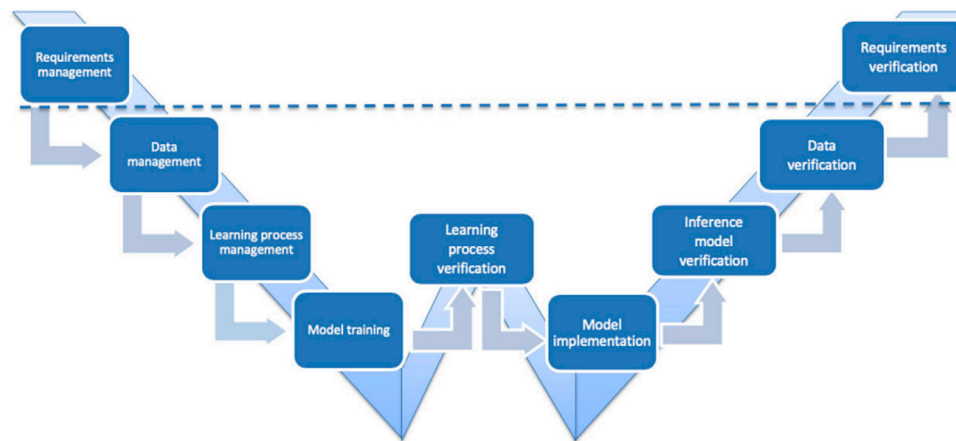 Requirements
management
Data
management
Learning process
management
Model training
Learning
process
verification
Model
implementation
Inference
model
verification
Data
verification
Requirements
verification